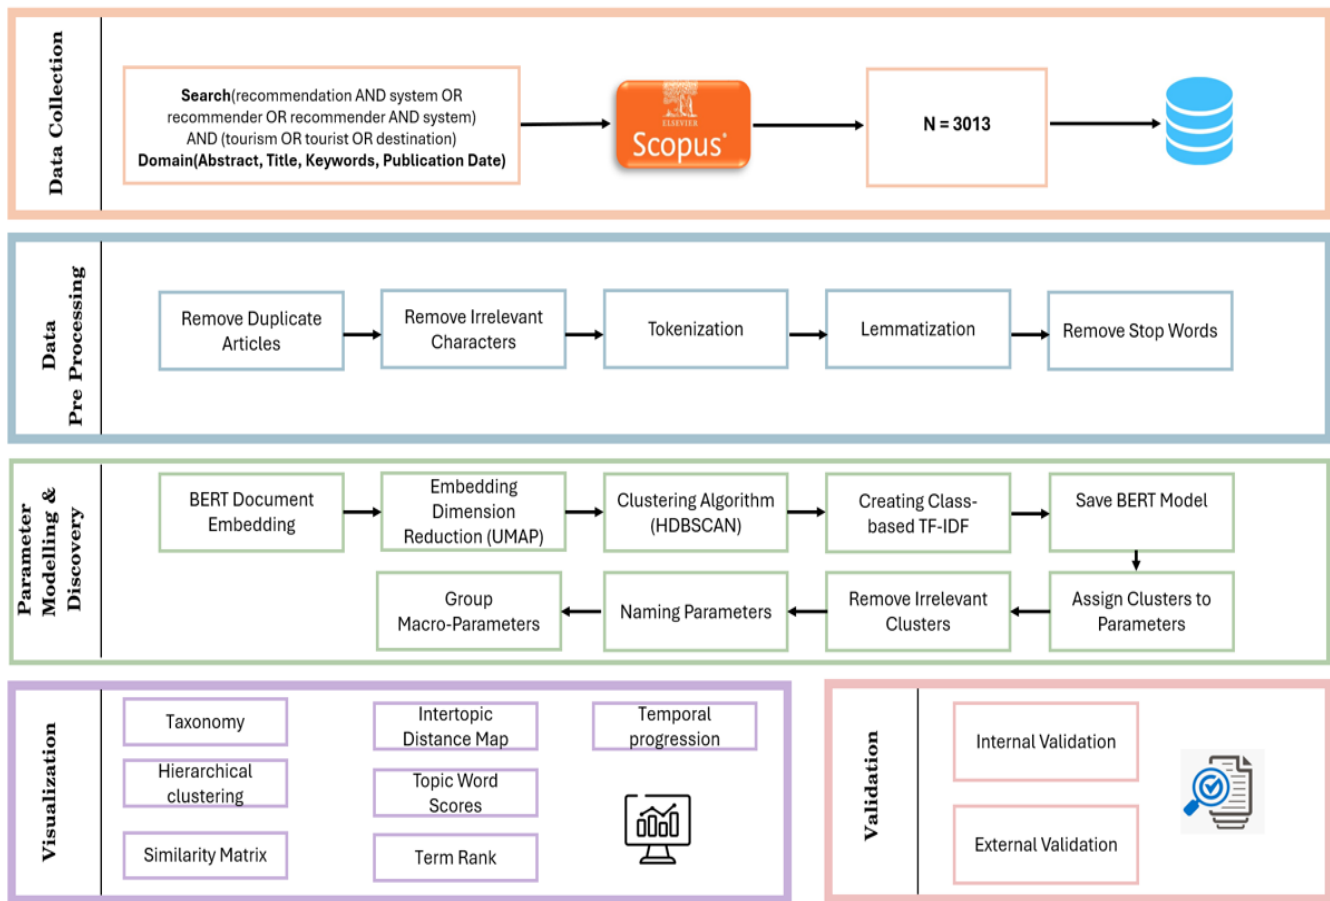 Data Collection
Search(recommendation AND system OR
recommender OR recommender AND system)
AND (tourism OR tourist OR destination)
Domain(Abstract, Title, Keywords, Publication Date)
ELSEVIER
Scopus®
N = 3013
Data
Pre Processing
Remove Duplicate
Articles
Remove Irrelevant
Characters
Tokenization
Lemmatization
Remove Stop Words
Parameter
Modelling &
Discovery
BERT Document
Embedding
Embedding
Dimension
Reduction (UMAP)
Clustering Algorithm
(HDBSCAN)
Creating Class-
based TF-IDF
Save BERT Model
Group
Macro-Parameters
Naming Parameters
Remove Irrelevant
Clusters
Assign Clusters to
Parameters
Visualization
Taxonomy
Intertopic
Distance Map
Temporal
progression
Hierarchical
clustering
Topic Word
Scores
Similarity Matrix
Term Rank
Validation
Internal Validation
External Validation